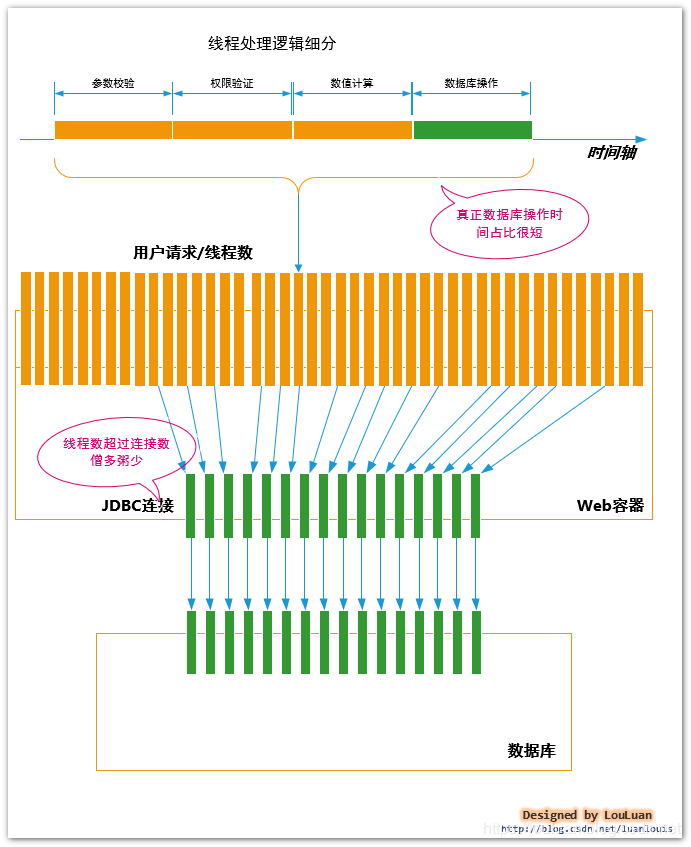 线程处理逻辑细分
参数校验 权限验证 数值计算 数据库操作
时间轴
真正数据库操作时
间占比很短
用户请求/线程数
线程数超过连接数
僧多粥少
JDBC连接
Web容器
数据库
Designed by LouLuan
http://blog.csdn.net/luanlouis